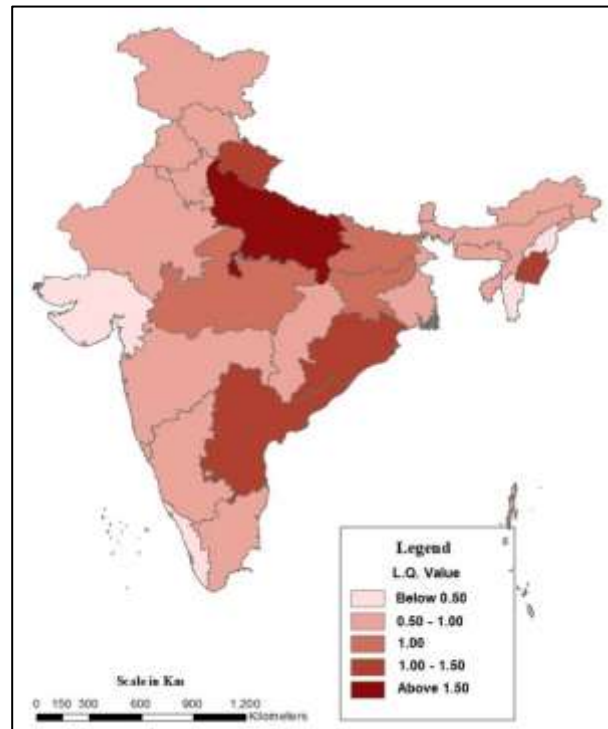 Legend
L.Q. Value
Below 0.50
0.50 - 1.00
1.00
1.00 - 1.50
Above 1.50
Scale in Km
0 150 300 600 900 1,200
Kilometers